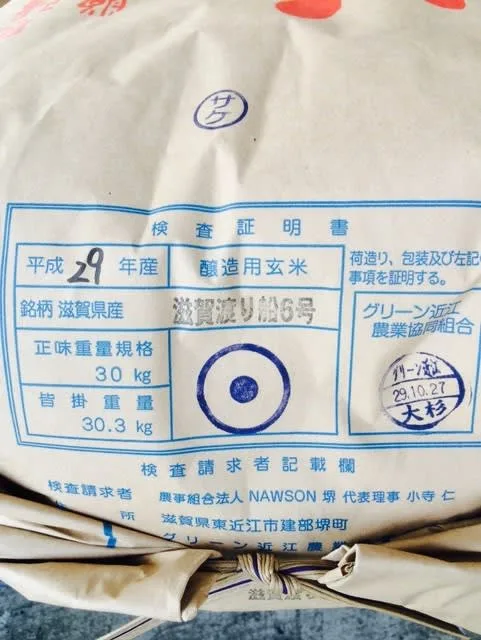 サケ
検査証明書
平成29年産 醸造用玄米
荷造り、包装及び左記
事項を証明する。
銘柄 滋賀県産 滋賀渡り船6号
正味重量規格
30 kg
皆掛重量
30.3 kg
グリーン近江
農業協同組合
グリーン近江
29.10.27
大杉
検査請求者記載欄
検査請求者 農事組合法人 NAWSON 堺 代表理事 小寺 仁
所 滋賀県東近江市建部堺町
グリーン近江農
滋賀渡